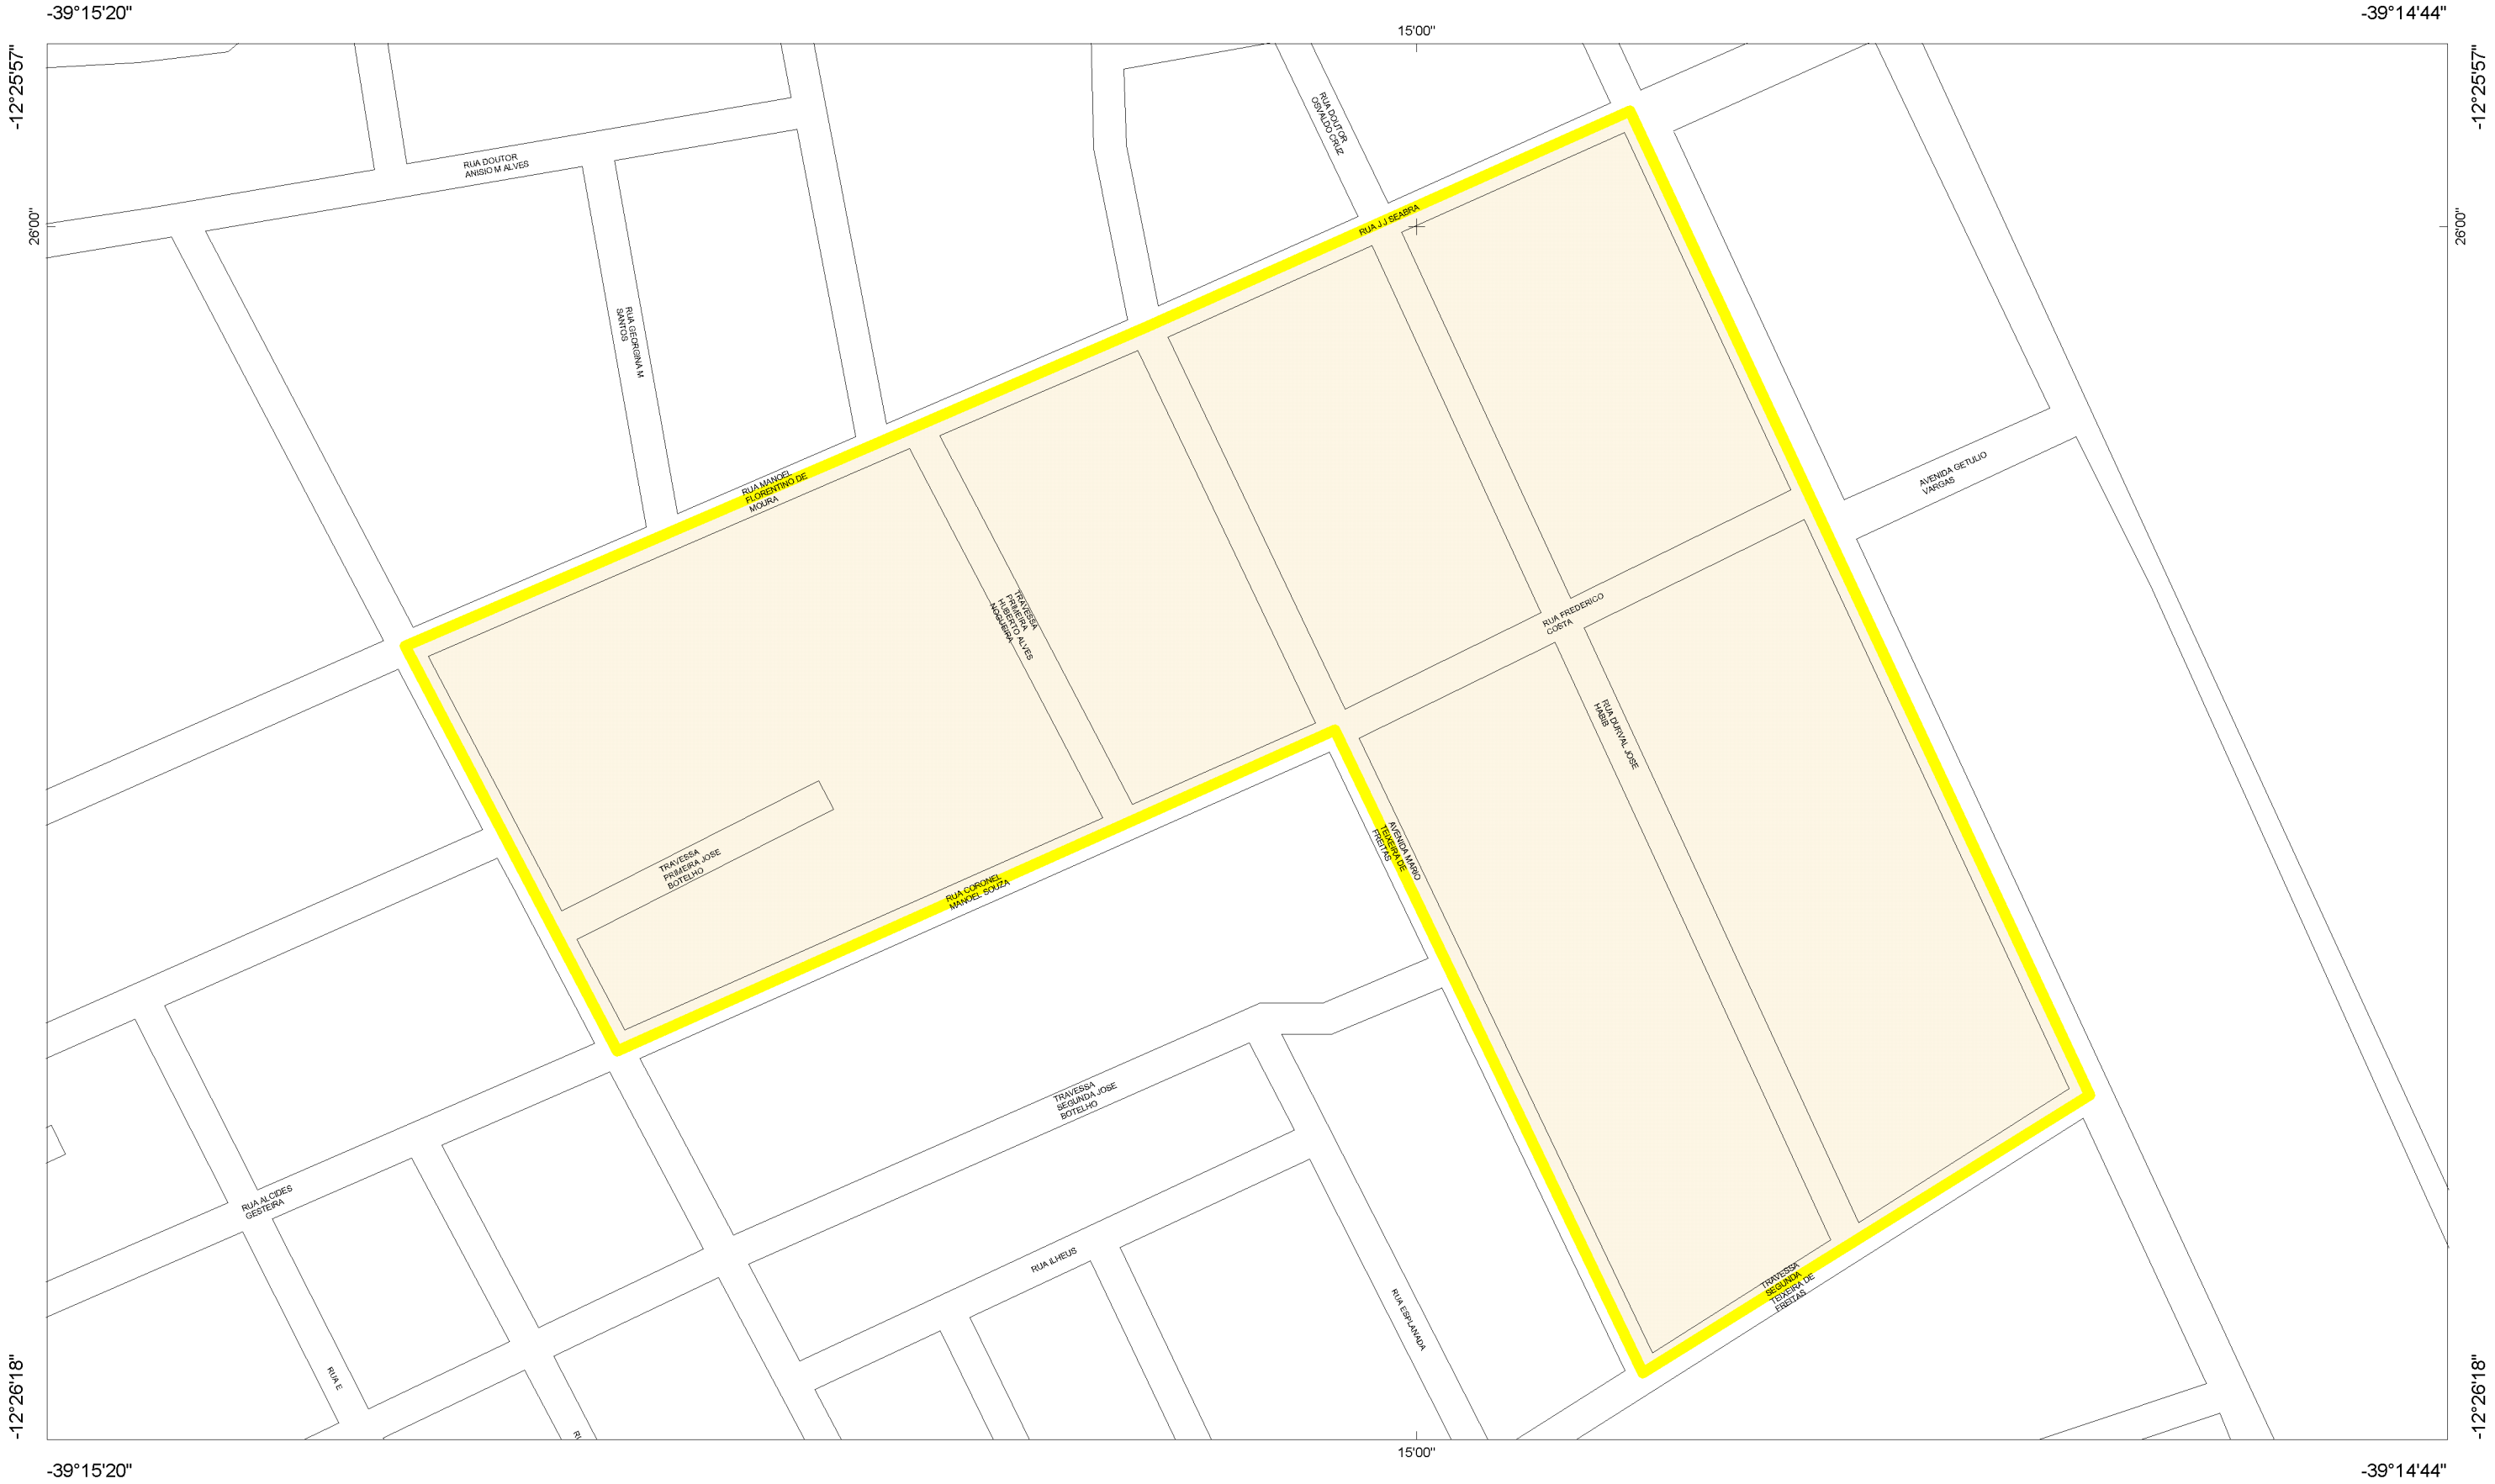 -39°15'20"
-39°14'44"
15'00"
-12°25'57"
-12°25'57"
RUA DOUTOR
OSVALDO CRUZ
RUA DOUTOR
ANISIO M ALVES
26'00"
26'00"
RUA J J SEABRA
RUA GEORGINA M
SANTOS
AVENIDA GETULIO
VARGAS
RUA MANOEL
FLORENTINO DE
MOURA
TRAVESSA
PRIMEIRA
HUBERTO ALVES
NOGUEIRA
RUA FREDERICO
COSTA
RUA DURVAL JOSE
HABIB
AVENIDA MARIO
TEIXEIRA DE
FREITAS
TRAVESSA
PRIMEIRA JOSE
BOTELHO
RUA CORONEL
MANOEL SOUZA
TRAVESSA
SEGUNDA JOSE
BOTELHO
RUA ALCIDES
GESTEIRA
RUA ILHEUS
TRAVESSA
SEGUNDA
TEIXEIRA DE
FREITAS
RUA ESPLANADA
RUA E
-12°26'18"
-12°26'18"
15'00"
-39°15'20"
-39°14'44"